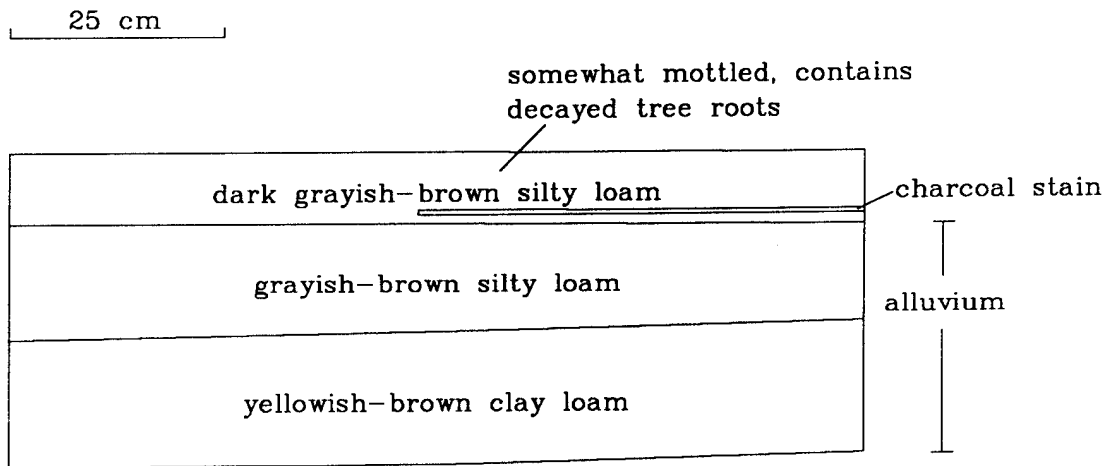 25 cm
somewhat mottled, contains
decayed tree roots
dark grayish-brown silty loam
charcoal stain
grayish-brown silty loam
alluvium
yellowish-brown clay loam